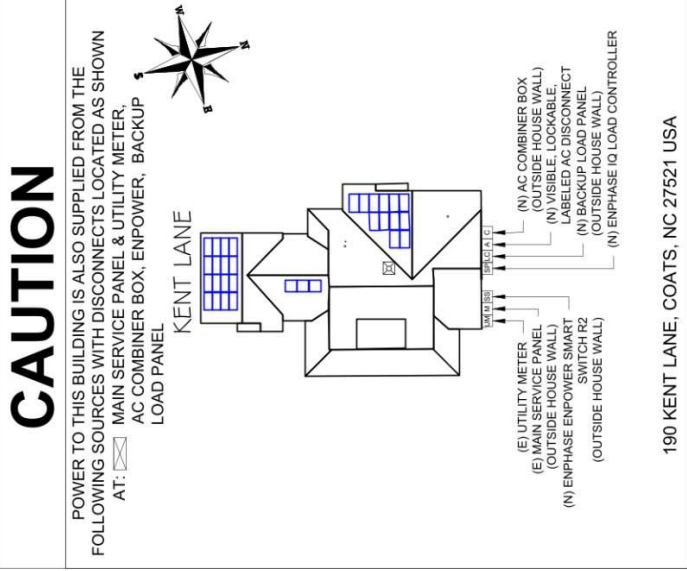 CAUTION
POWER TO THIS BUILDING IS ALSO SUPPLIED FROM THE
FOLLOWING SOURCES WITH DISCONNECTS LOCATED AS SHOWN
AT: MAIN SERVICE PANEL & UTILITY METER,
AC COMBINER BOX, ENPOWER, BACKUP
LOAD PANEL
S
W
E
N
KENT LANE
UM M SS
SP LC A C
(E) UTILITY METER
(E) MAIN SERVICE PANEL
(OUTSIDE HOUSE WALL)
(N) ENPHASE ENPOWER SMART
SWITCH R2
(OUTSIDE HOUSE WALL)
(N) AC COMBINER BOX
(OUTSIDE HOUSE WALL)
(N) VISIBLE, LOCKABLE,
LABELED AC DISCONNECT
(N) BACKUP LOAD PANEL
(OUTSIDE HOUSE WALL)
(N) ENPHASE IQ LOAD CONTROLLER
190 KENT LANE, COATS, NC 27521 USA